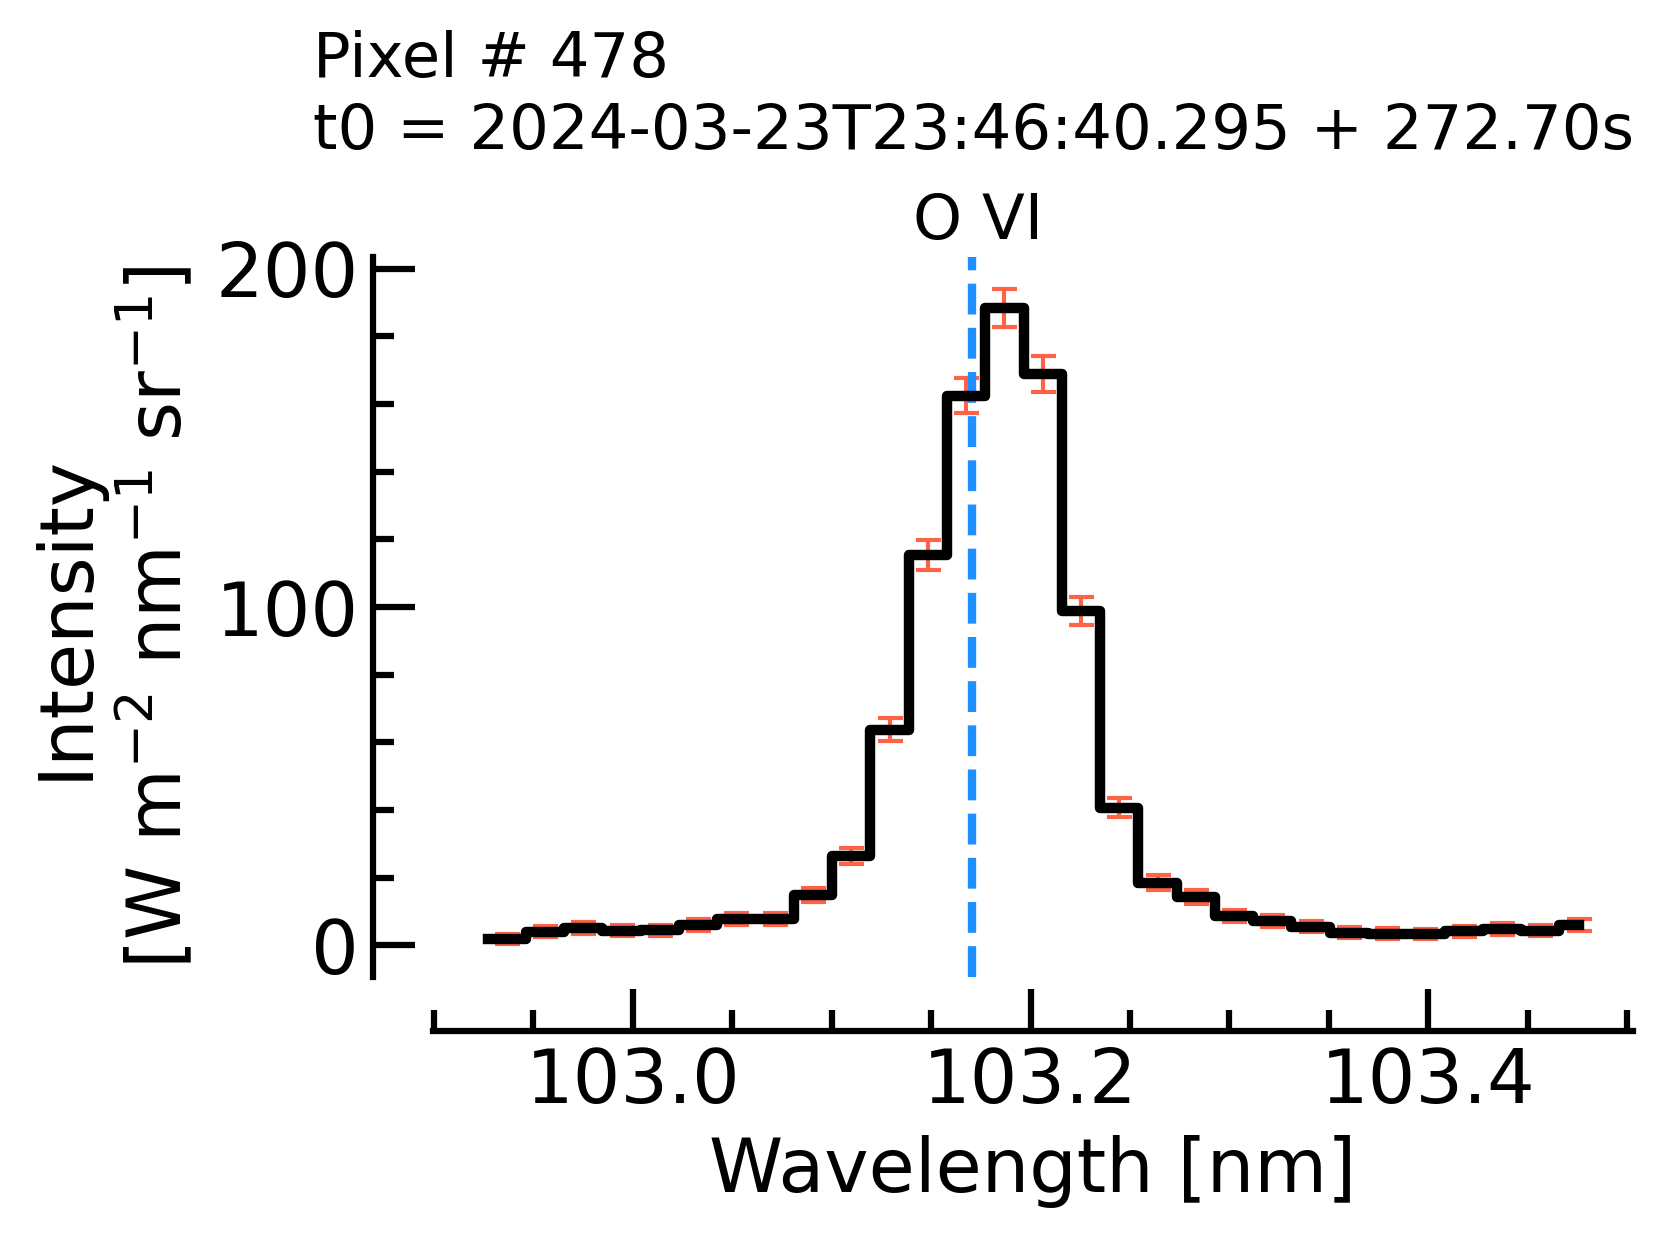 Pixel # 478
t0 = 2024-03-23T23:46:40.295 + 272.70s
O VI
Intensity
[W m⁻² nm⁻¹ sr⁻¹]
200
100
0
103.0 103.2 103.4
Wavelength [nm]